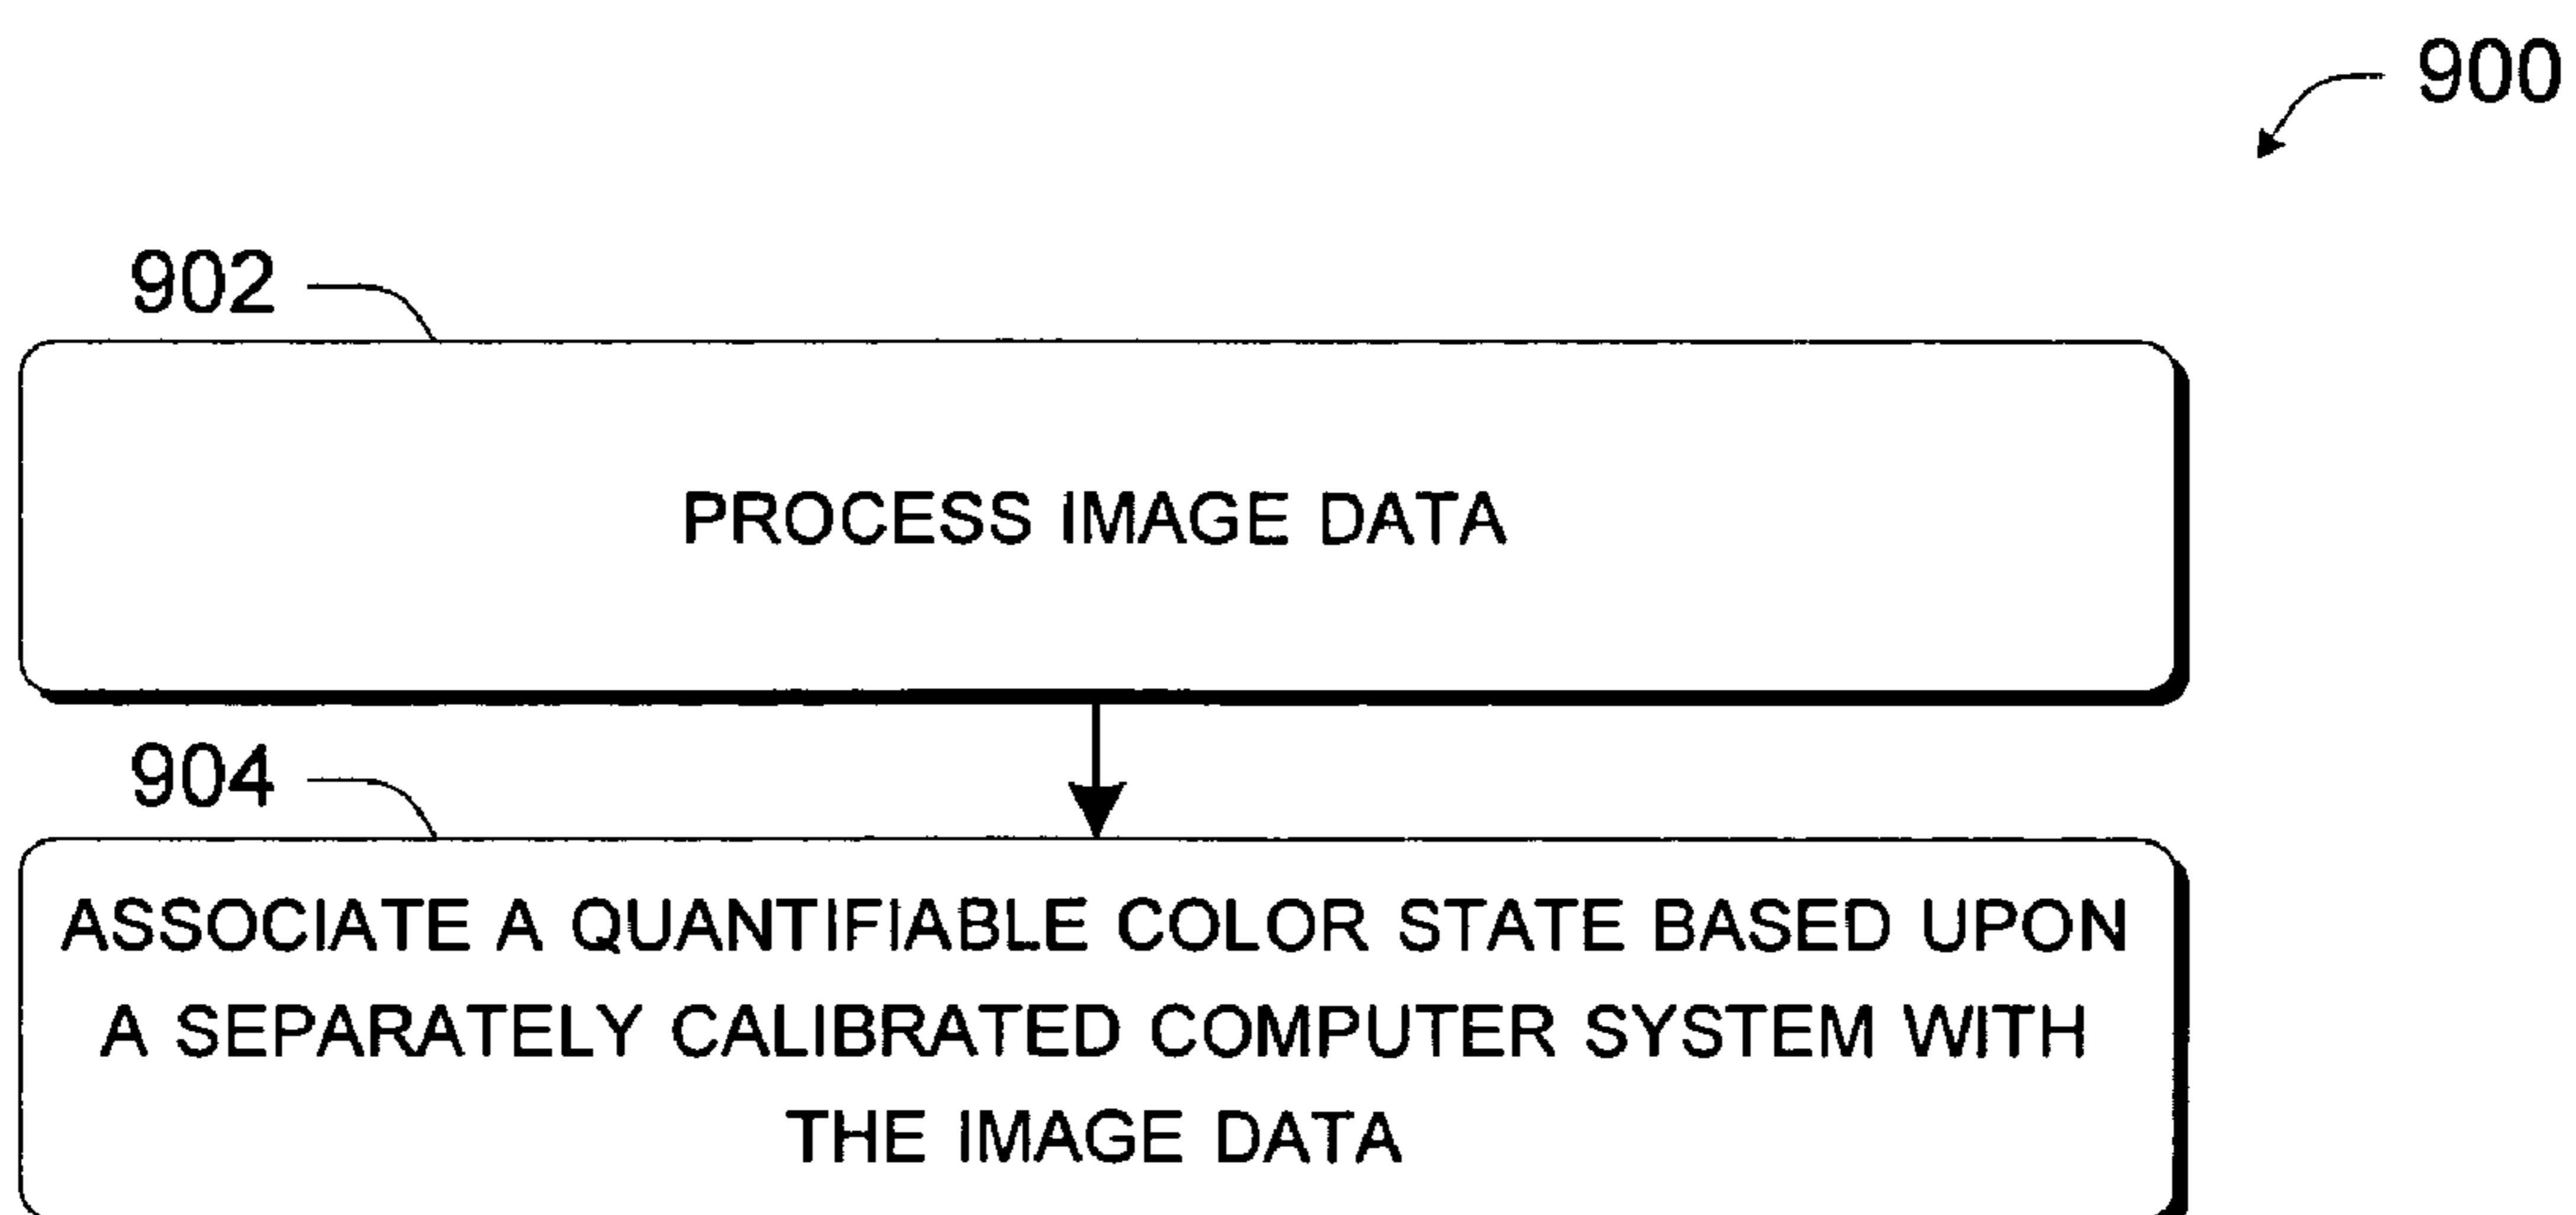 900
902
PROCESS IMAGE DATA
904
ASSOCIATE A QUANTIFIABLE COLOR STATE BASED UPON
A SEPARATELY CALIBRATED COMPUTER SYSTEM WITH
THE IMAGE DATA